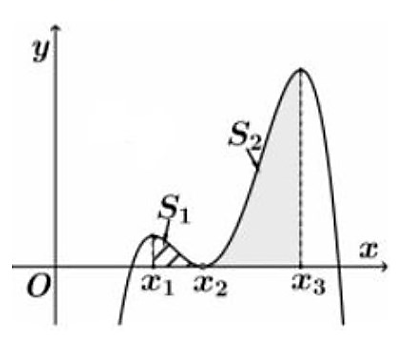 y
S₁
S₂
O
x₁
x₂
x₃
x